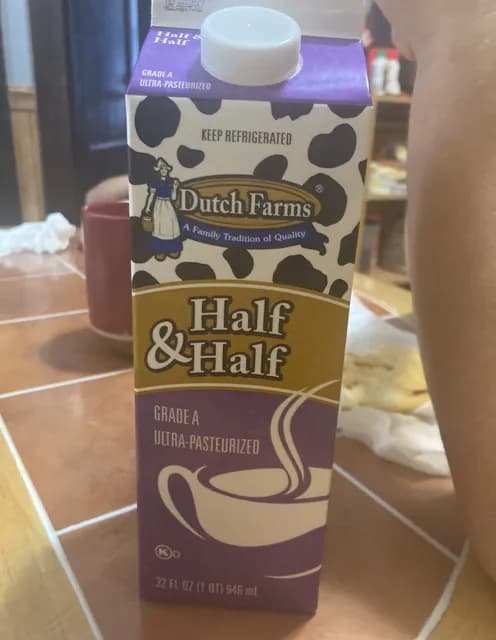 Half &
Half
GRADE A
ULTRA-PASTEURIZED
KEEP REFRIGERATED
Dutch Farms®
A Family Tradition of Quality
Half
& Half
GRADE A
ULTRA-PASTEURIZED
K D
32 FL OZ (1 QT) 946 ml